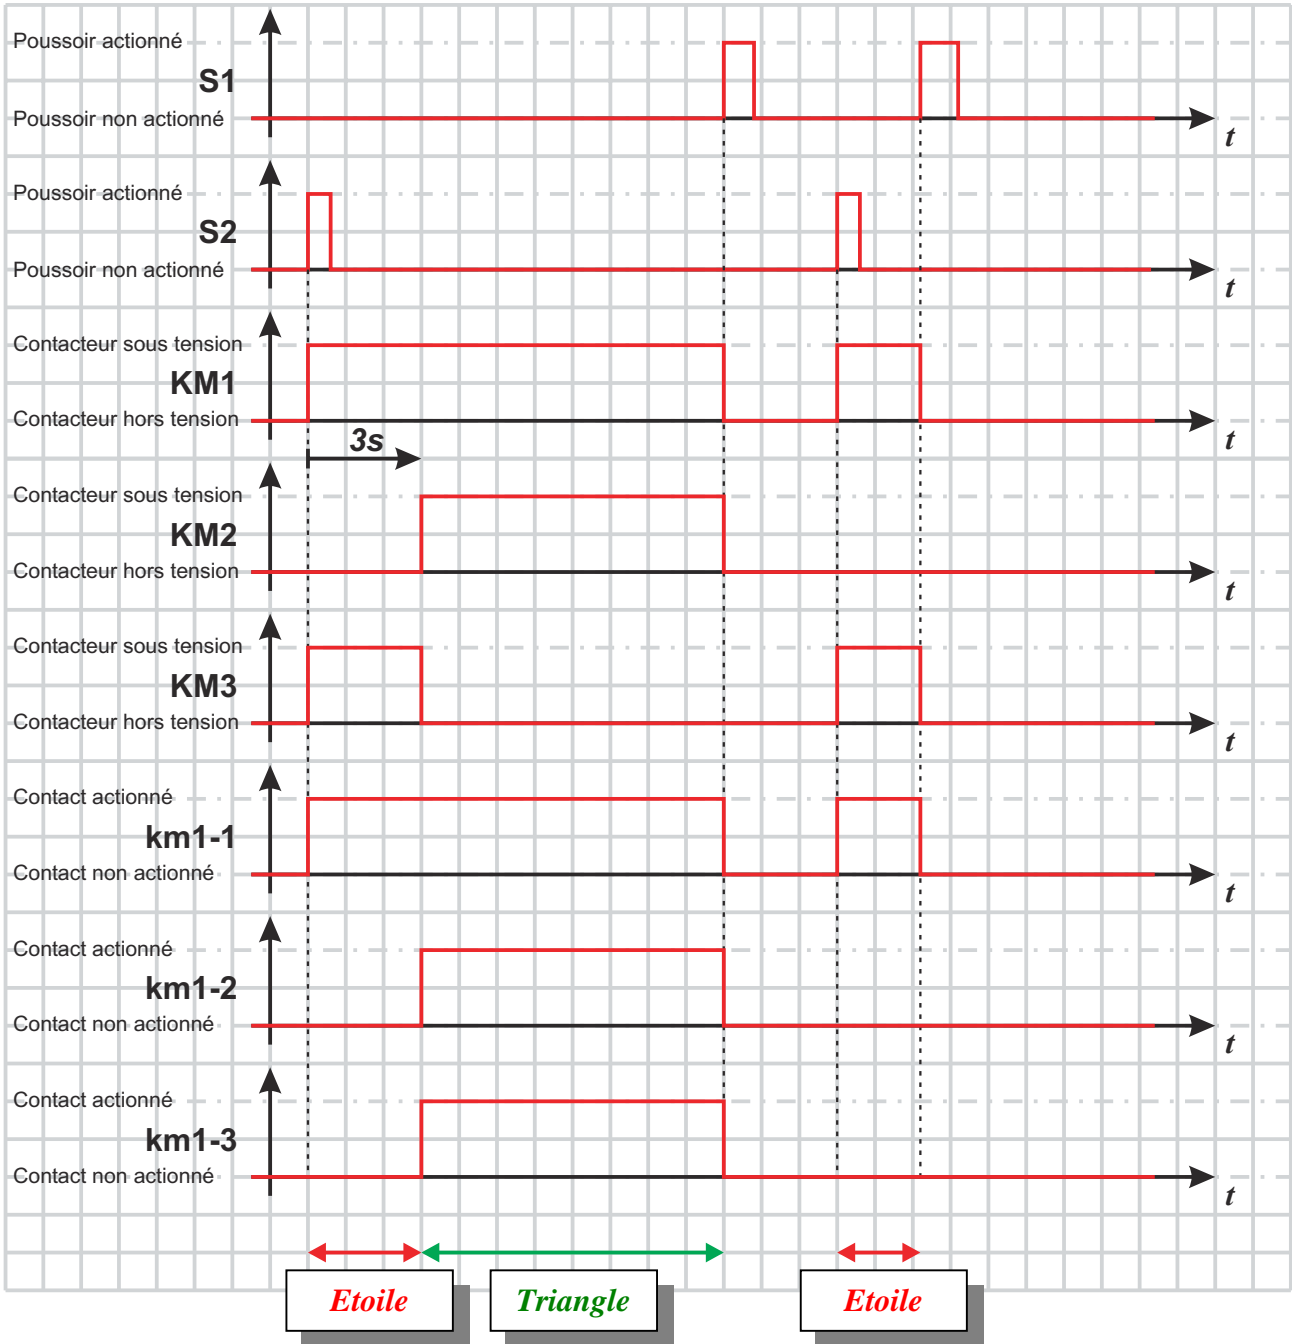 Poussoir actionné
S1
Poussoir non actionné
t
Poussoir actionné
S2
Poussoir non actionné
t
Contacteur sous tension
KM1
Contacteur hors tension
t
3s
Contacteur sous tension
KM2
Contacteur hors tension
t
Contacteur sous tension
KM3
Contacteur hors tension
t
Contact actionné
km1-1
Contact non actionné
t
Contact actionné
km1-2
Contact non actionné
t
Contact actionné
km1-3
Contact non actionné
t
Etoile
Triangle
Etoile